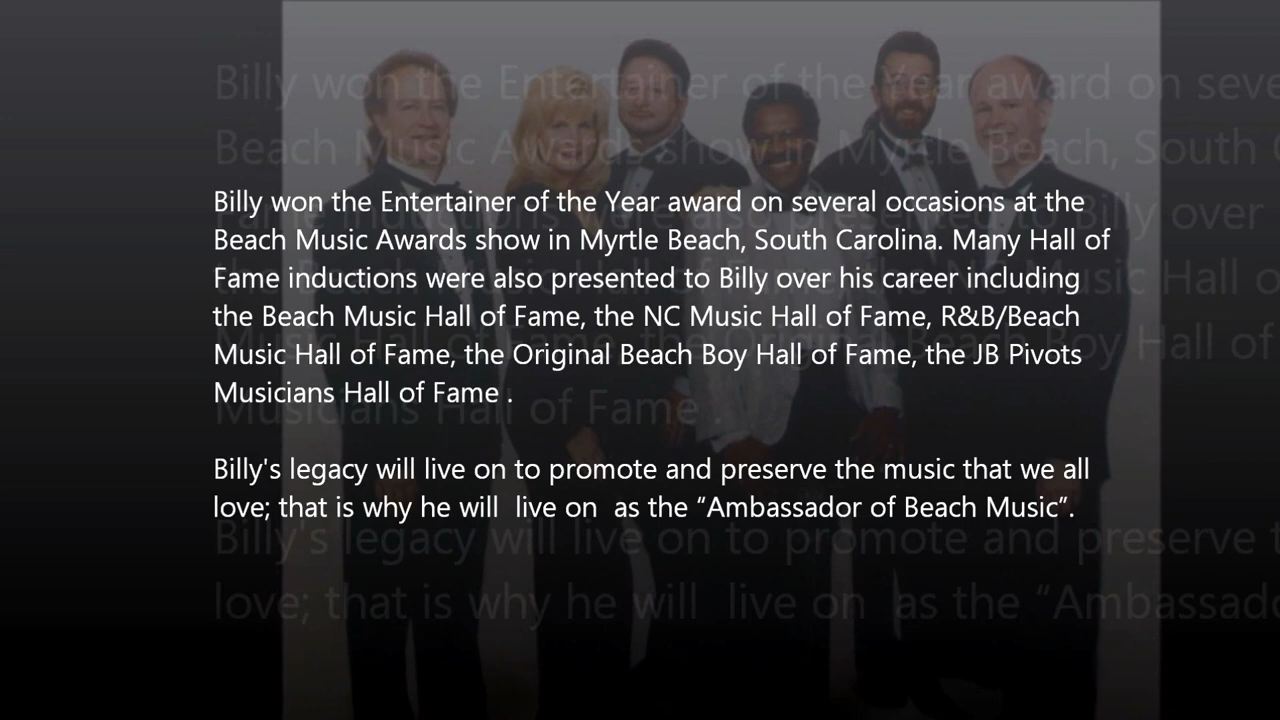 Billy won the Entertainer of the Year award on several occasions at the
Beach Music Awards show in Myrtle Beach, South Carolina. Many Hall of
Fame inductions were also presented to Billy over his career including
the Beach Music Hall of Fame, the NC Music Hall of Fame, R&B/Beach
Music Hall of Fame, the Original Beach Boy Hall of Fame, the JB Pivots
Musicians Hall of Fame .
Billy's legacy will live on to promote and preserve the music that we all
love; that is why he will  live on  as the “Ambassador of Beach Music”.